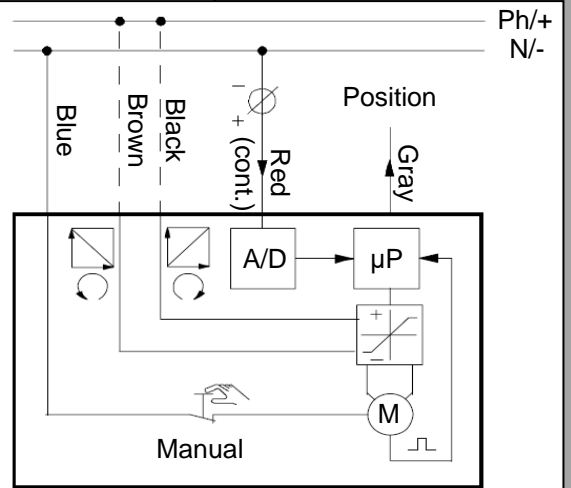 Ph/+
N/-
Position
Blue
Brown
Black
− +
Red
(cont.)
Gray
A/D
µP
+
−
M
Manual